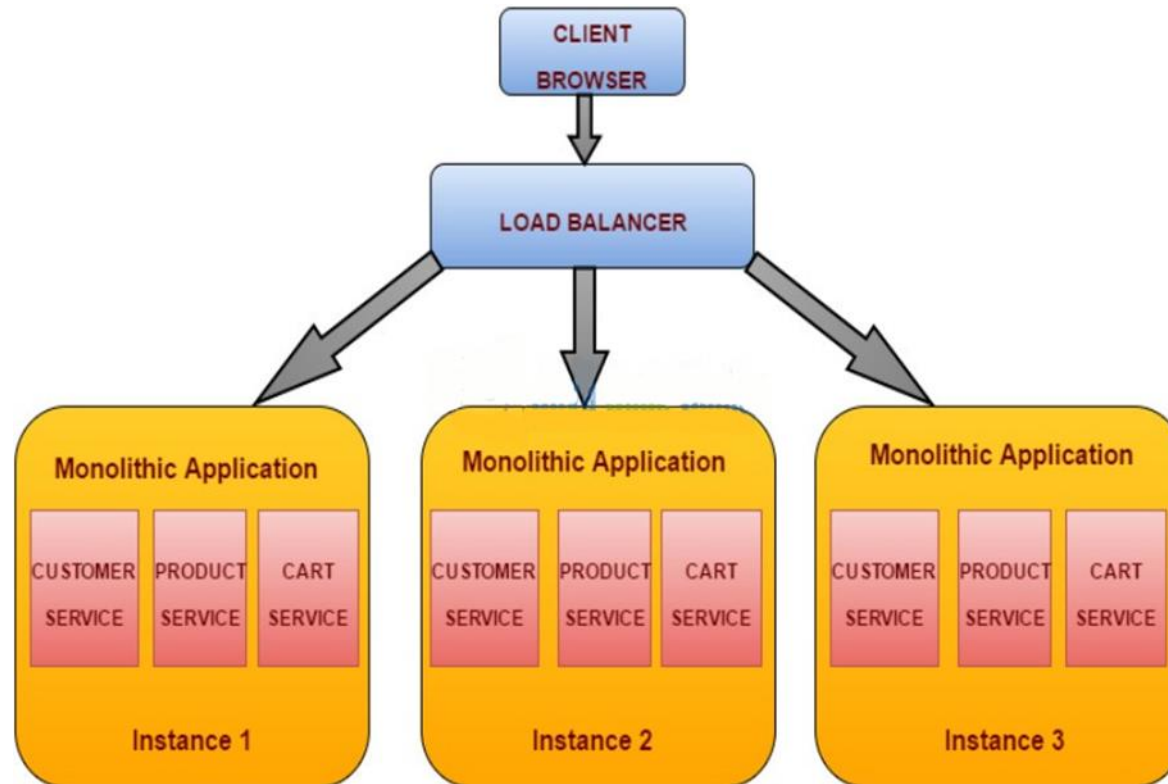 CLIENT
BROWSER
LOAD BALANCER
Monolithic Application
CUSTOMER
SERVICE
PRODUCT
SERVICE
CART
SERVICE
Instance 1
Monolithic Application
CUSTOMER
SERVICE
PRODUCT
SERVICE
CART
SERVICE
Instance 2
Monolithic Application
CUSTOMER
SERVICE
PRODUCT
SERVICE
CART
SERVICE
Instance 3